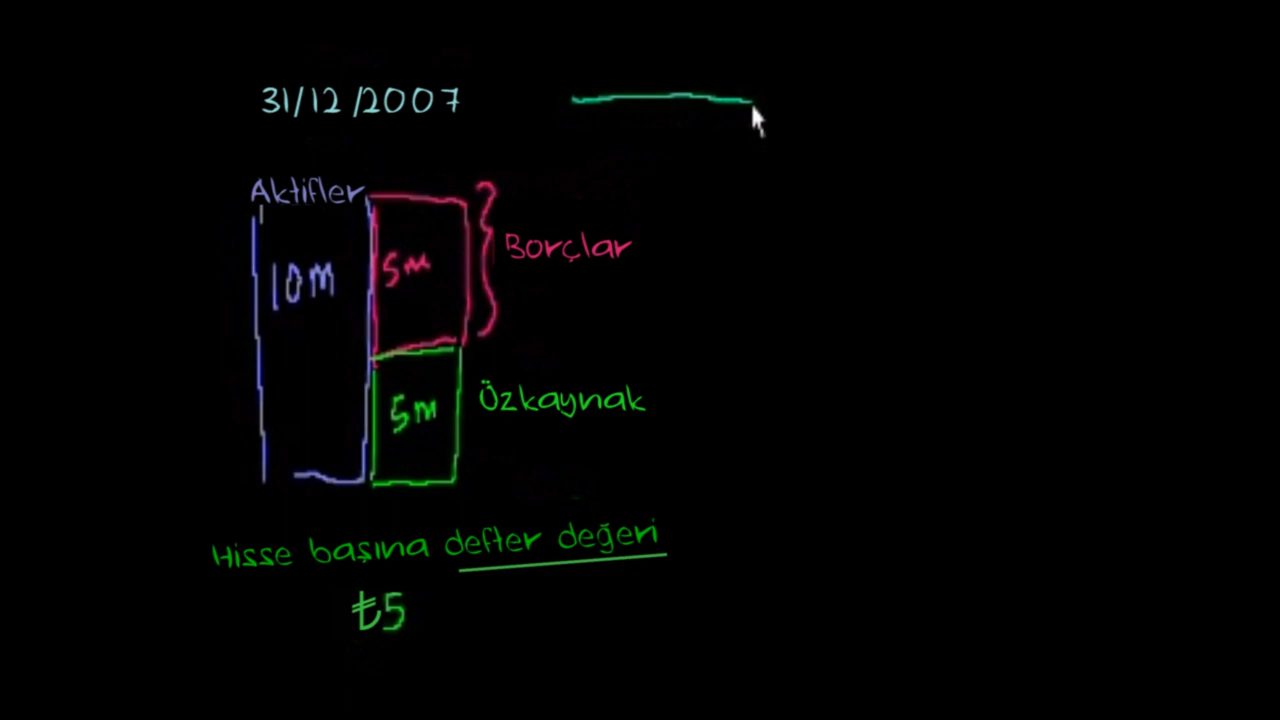 31/12/2007
Aktifler
10m
5m
Borçlar
5m
Özkaynak
Hisse başına defter değeri
₺5